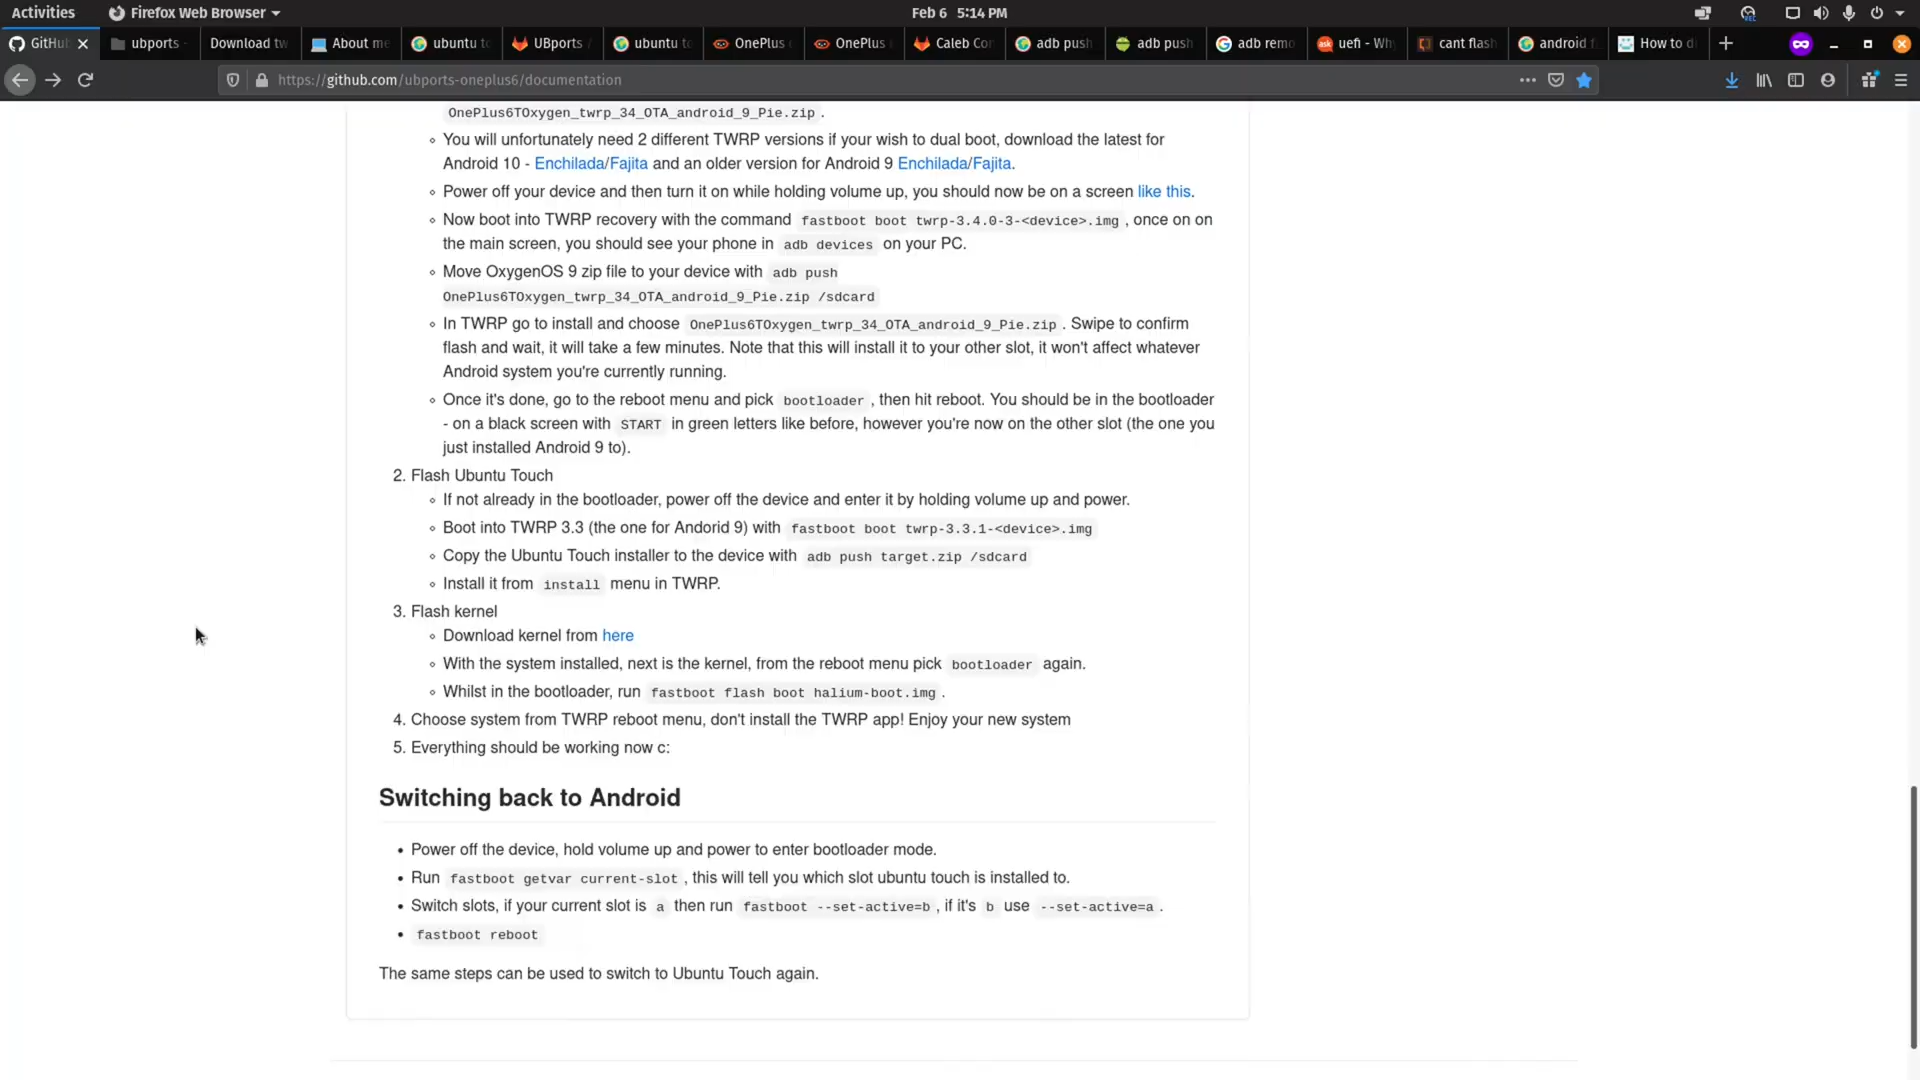 Activities
Firefox Web Browser
Feb 6 5:14 PM
GitHub
ubports
Download tw
About me
ubuntu to
UBports /
ubuntu to
OnePlus
OnePlus
Caleb Con
adb push
adb push
adb remo
uefi - Wh
cant flash
android f
How to d
https://github.com/ubports-oneplus6/documentation
OnePlus6TOxygen_twrp_34_OTA_android_9_Pie.zip .
You will unfortunately need 2 different TWRP versions if your wish to dual boot, download the latest for
Android 10 - Enchilada/Fajita and an older version for Android 9 Enchilada/Fajita.
Power off your device and then turn it on while holding volume up, you should now be on a screen like this.
Now boot into TWRP recovery with the command fastboot boot twrp-3.4.0-3-<device>.img , once on on
the main screen, you should see your phone in adb devices on your PC.
Move OxygenOS 9 zip file to your device with adb push
OnePlus6TOxygen_twrp_34_OTA_android_9_Pie.zip /sdcard
In TWRP go to install and choose OnePlus6TOxygen_twrp_34_OTA_android_9_Pie.zip . Swipe to confirm
flash and wait, it will take a few minutes. Note that this will install it to your other slot, it won't affect whatever
Android system you're currently running.
Once it's done, go to the reboot menu and pick bootloader , then hit reboot. You should be in the bootloader
- on a black screen with START in green letters like before, however you're now on the other slot (the one you
just installed Android 9 to).
2. Flash Ubuntu Touch
If not already in the bootloader, power off the device and enter it by holding volume up and power.
Boot into TWRP 3.3 (the one for Andorid 9) with fastboot boot twrp-3.3.1-<device>.img
Copy the Ubuntu Touch installer to the device with adb push target.zip /sdcard
Install it from install menu in TWRP.
3. Flash kernel
Download kernel from here
With the system installed, next is the kernel, from the reboot menu pick bootloader again.
Whilst in the bootloader, run fastboot flash boot halium-boot.img .
4. Choose system from TWRP reboot menu, don't install the TWRP app! Enjoy your new system
5. Everything should be working now c:
Switching back to Android
Power off the device, hold volume up and power to enter bootloader mode.
Run fastboot getvar current-slot , this will tell you which slot ubuntu touch is installed to.
Switch slots, if your current slot is a then run fastboot --set-active=b , if it's b use --set-active=a .
fastboot reboot
The same steps can be used to switch to Ubuntu Touch again.